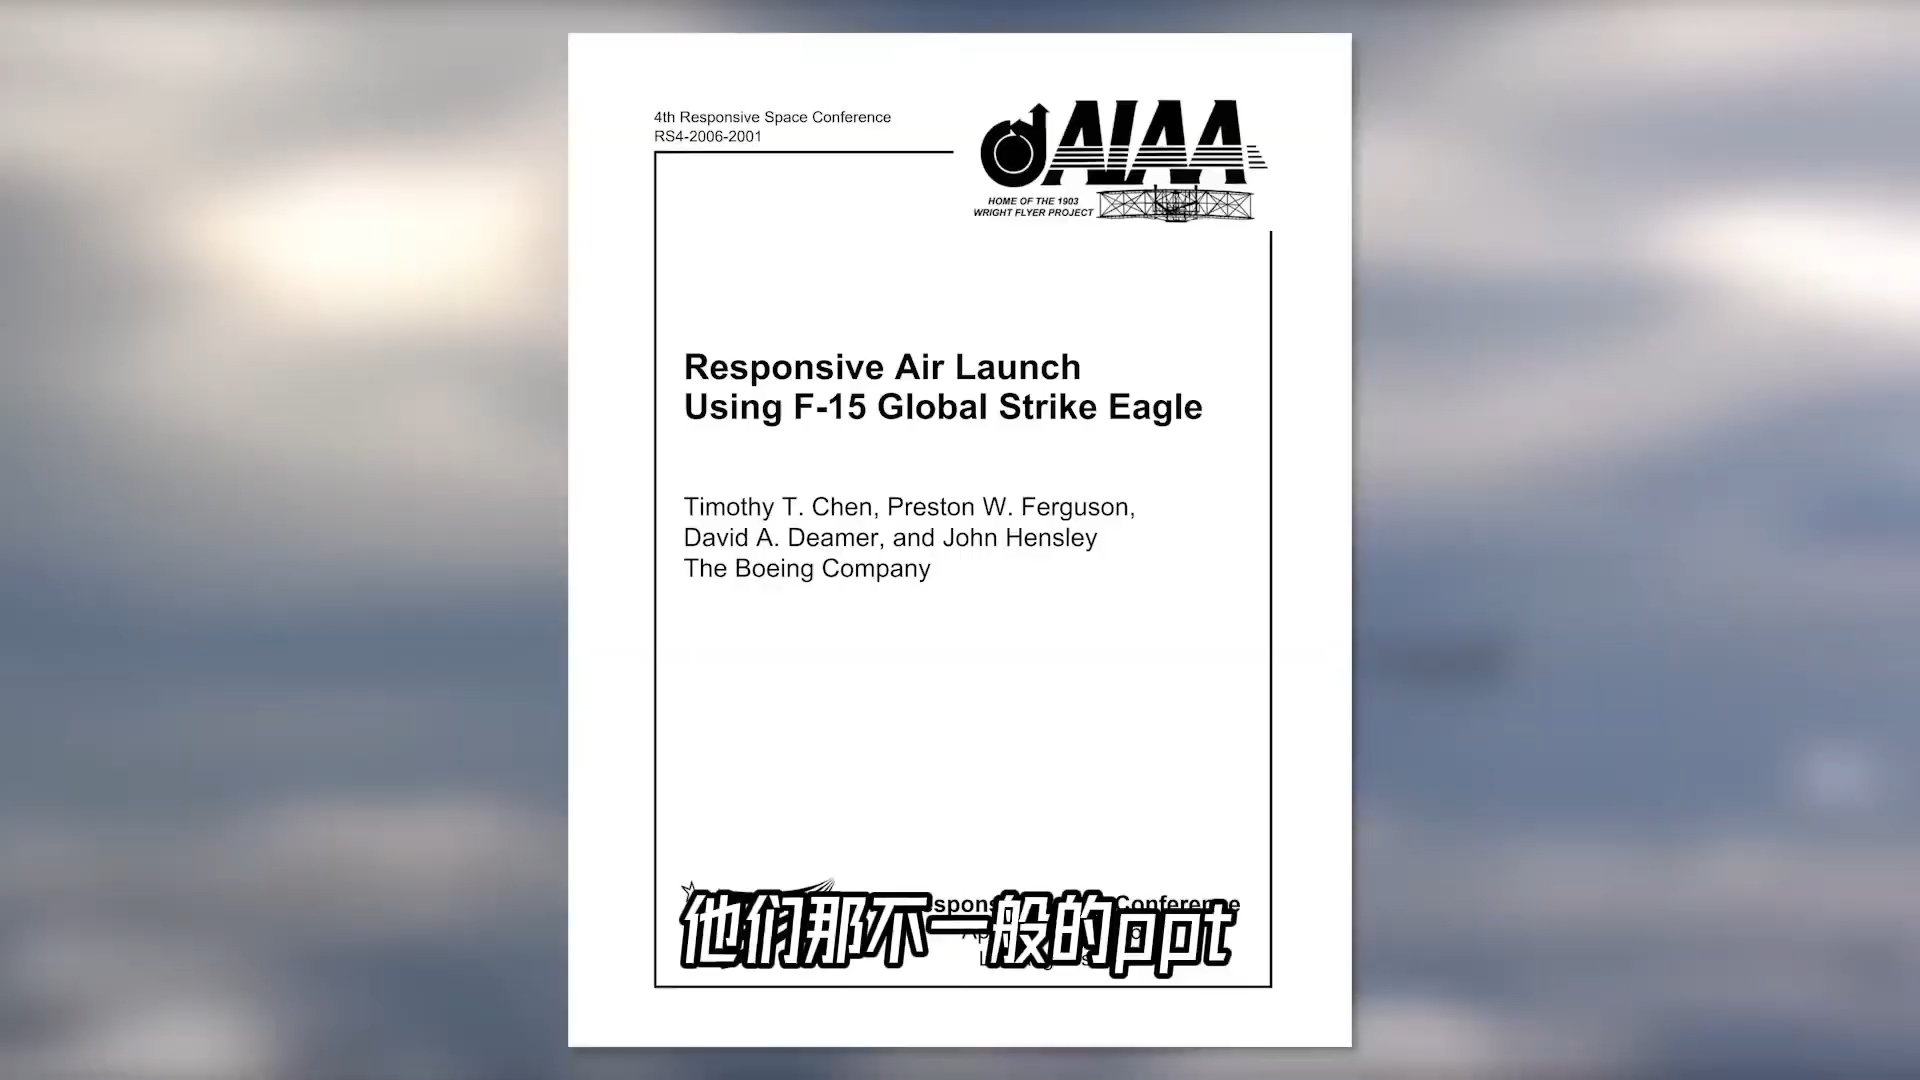 4th Responsive Space Conference
RS4-2006-2001
AIAA
HOME OF THE 1903
WRIGHT FLYER PROJECT
Responsive Air Launch
Using F-15 Global Strike Eagle
Timothy T. Chen, Preston W. Ferguson,
David A. Deamer, and John Hensley
The Boeing Company
Conference
他们那不一般的ppt